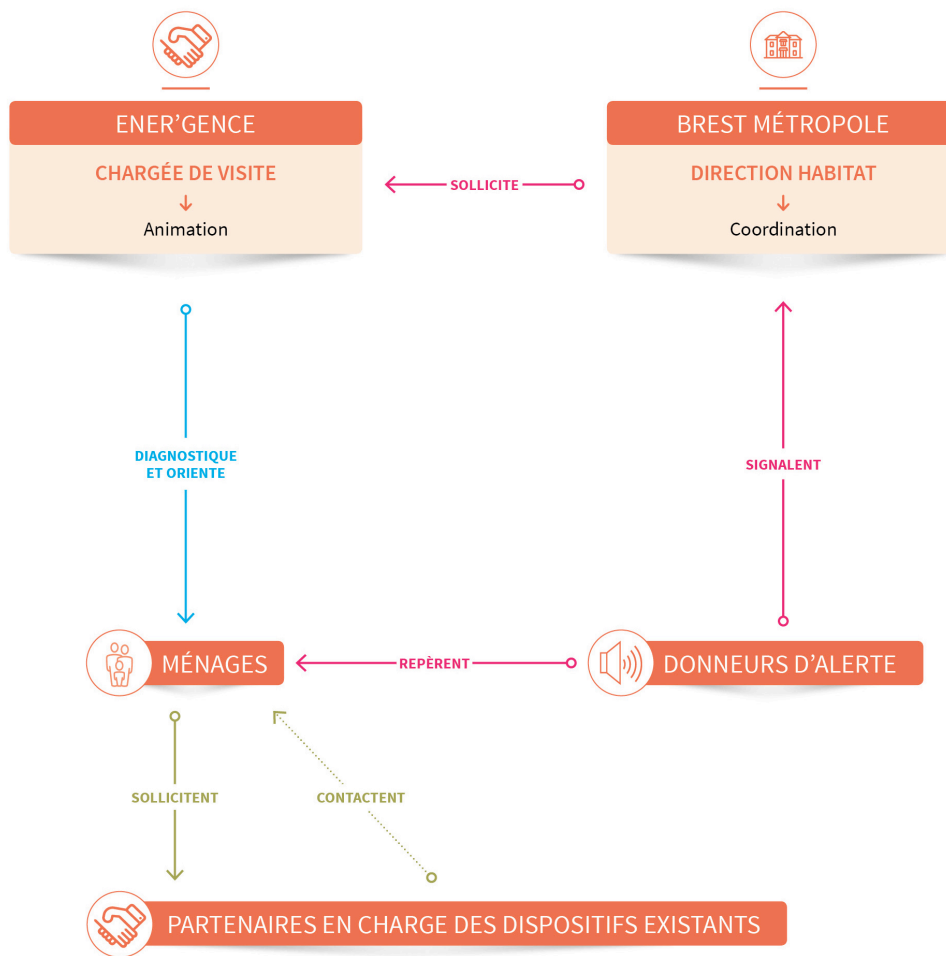 ENER’GENCE
CHARGÉE DE VISITE
Animation
SOLLICITE
BREST MÉTROPOLE
DIRECTION HABITAT
Coordination
DIAGNOSTIQUE
ET ORIENTE
SIGNALENT
MÉNAGES
REPÈRENT
DONNEURS D’ALERTE
SOLLICITENT
CONTACTENT
PARTENAIRES EN CHARGE DES DISPOSITIFS EXISTANTS